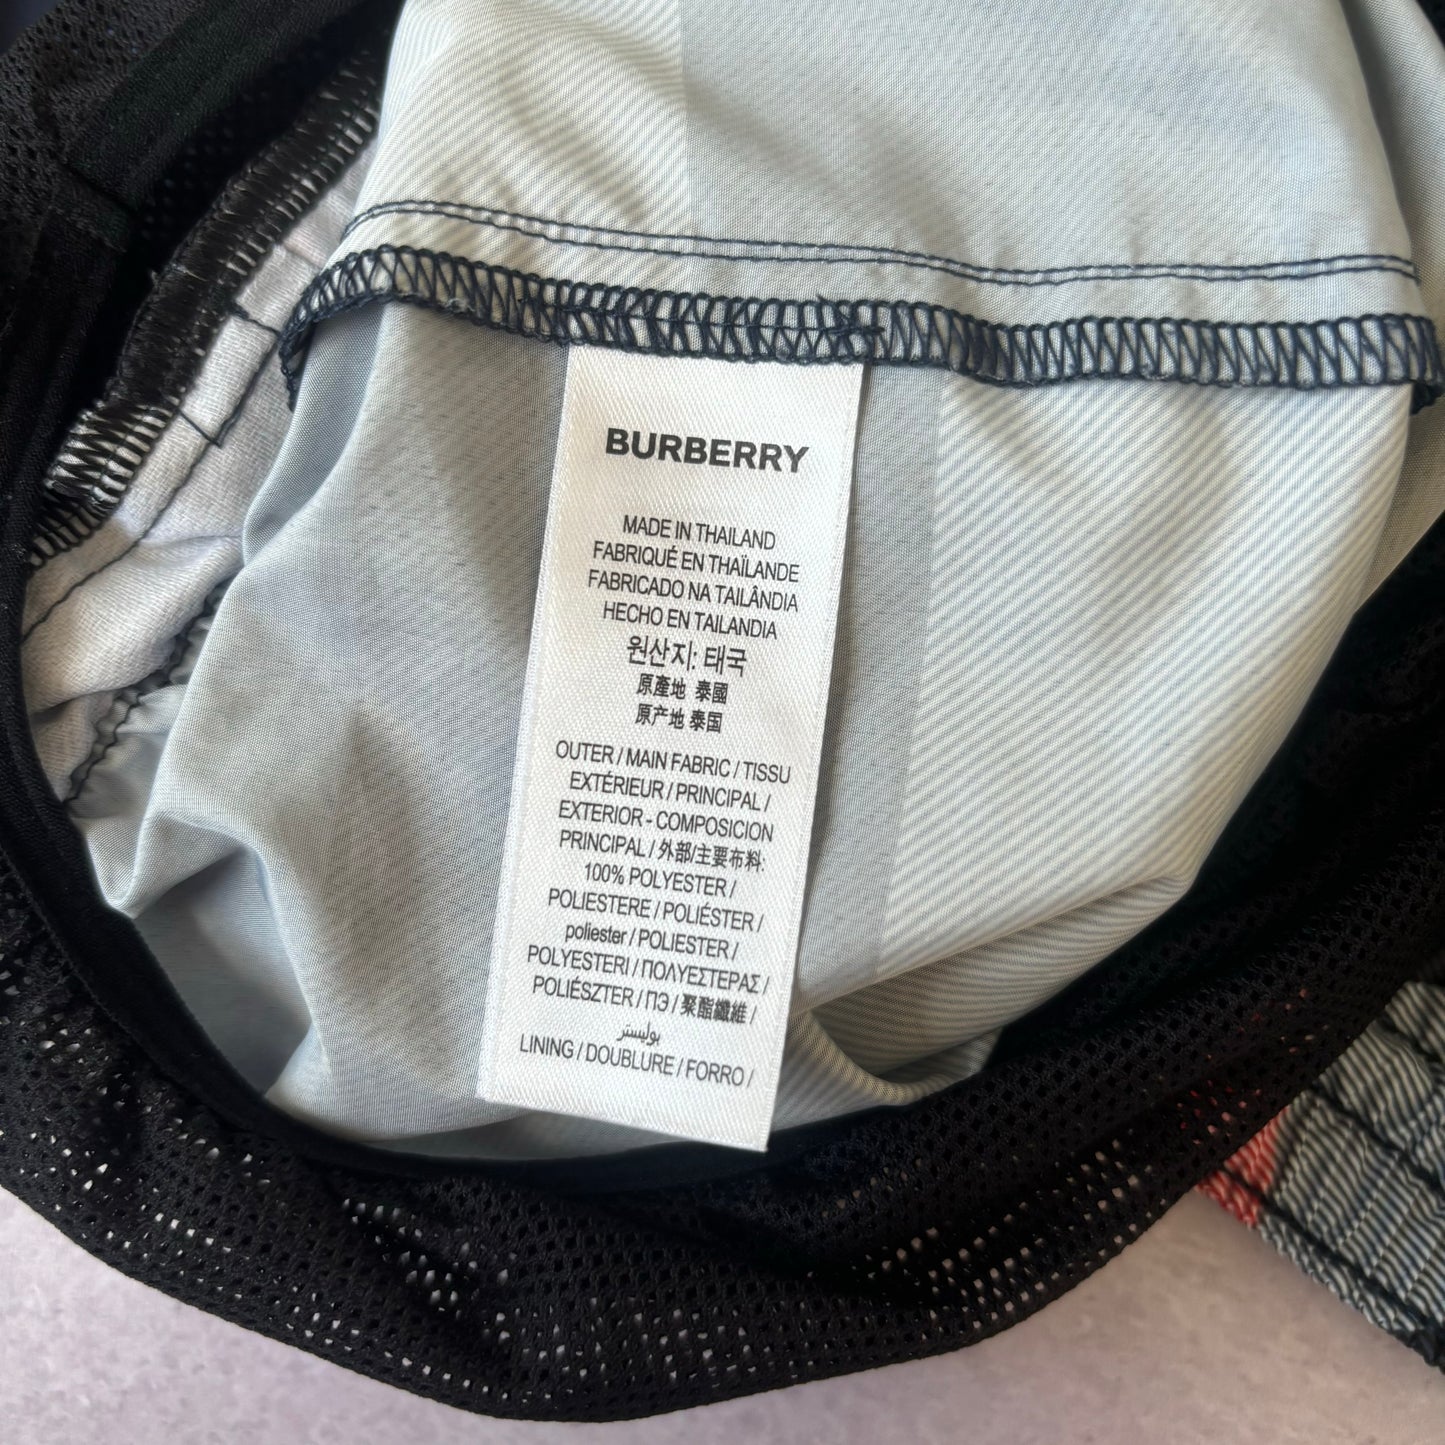 BURBERRY
MADE IN THAILAND
FABRIQUÉ EN THAÏLANDE
FABRICADO NA TAILÂNDIA
HECHO EN TAILANDIA
원산지: 태국
原產地 泰國
原产地 泰国
OUTER / MAIN FABRIC / TISSU
EXTÉRIEUR / PRINCIPAL /
EXTERIOR - COMPOSICION
PRINCIPAL / 外部/主要布料:
100% POLYESTER /
POLIESTERE / POLIÉSTER /
poliester / POLIESTER /
POLYESTERI / ΠΟΛΥΕΣΤΕΡΑΣ /
POLIÉSZTER / ПЭ / 聚酯纖維 /
بوليستر
LINING / DOUBLURE / FORRO /